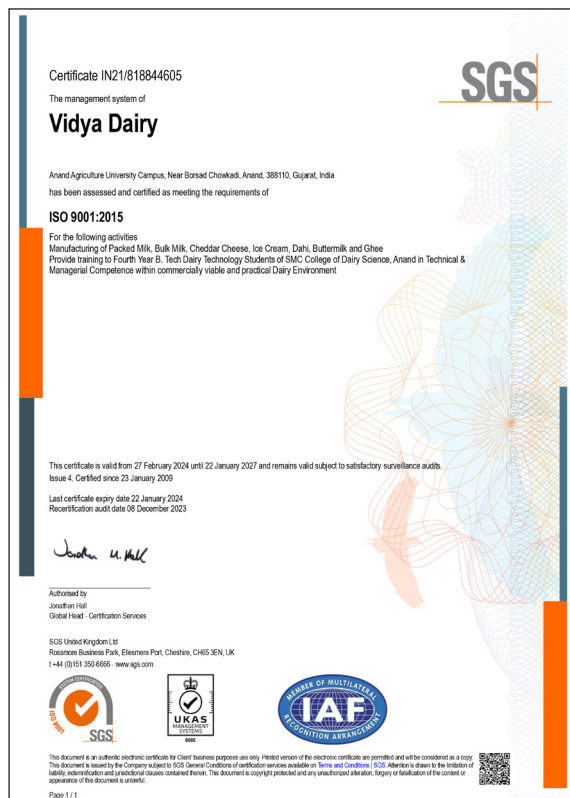 Certificate IN21/818844605
SGS
The management system of
Vidya Dairy
Anand Agriculture University Campus, Near Borsad Chowkadi, Anand, 388110, Gujarat, India
has been assessed and certified as meeting the requirements of
ISO 9001:2015
For the following activities
Manufacturing of Packed Milk, Bulk Milk, Cheddar Cheese, Ice Cream, Dahi, Buttermilk and Ghee
Provide training to Fourth Year B. Tech Dairy Technology Students of SMC College of Dairy Science, Anand in Technical &
Managerial Competence within commercially viable and practical Dairy Environment
This certificate is valid from 27 February 2024 until 22 January 2027 and remains valid subject to satisfactory surveillance audits.
Issue 4. Certified since 23 January 2009
Last certificate expiry date 22 January 2024
Recertification audit date 08 December 2023
Jonathan M. Hall
Authorised by
Jonathan Hall
Global Head - Certification Services
SGS United Kingdom Ltd
Rossmore Business Park, Ellesmere Port, Cheshire, CH65 3EN, UK
t +44 (0)151 350-6666 - www.sgs.com
SYSTEM CERTIFICATION
ISO 9001
SGS
UKAS
MANAGEMENT
SYSTEMS
0005
MEMBER OF MULTILATERAL
IAF
RECOGNITION ARRANGEMENT
This document is an authentic electronic certificate for Client' business purposes use only. Printed version of the electronic certificate are permitted and will be considered as a copy.
This document is issued by the Company subject to SGS General Conditions of certification services available on Terms and Conditions | SGS. Attention is drawn to the limitation of
liability, indemnification and jurisdictional clauses contained therein. This document is copyright protected and any unauthorized alteration, forgery or falsification of the content or
appearance of this document is unlawful.
Page 1 / 1